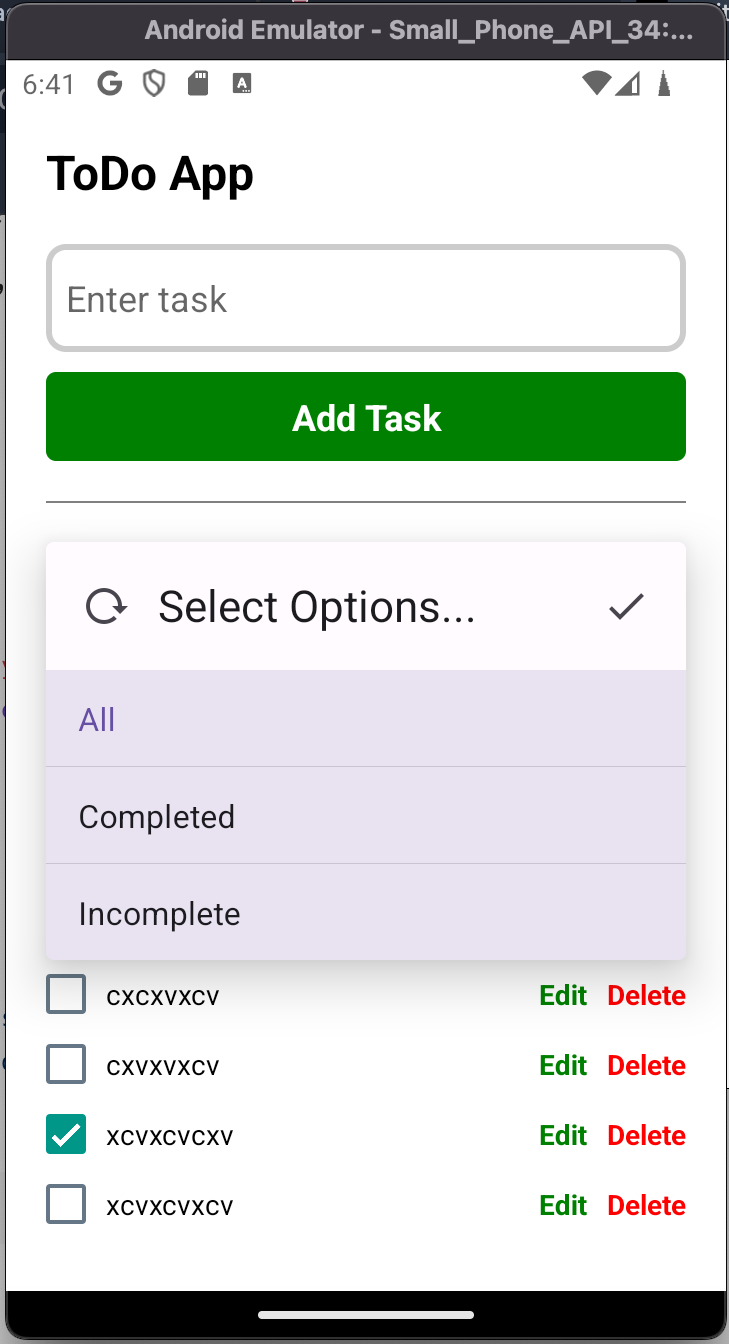 Android Emulator - Small_Phone_API_34:...
6:41
ToDo App
Enter task
Add Task
Select Options...
All
Completed
Incomplete
cxcxvxcv Edit Delete
cxvxvxcv Edit Delete
xcvxcvcxv Edit Delete
xcvxcvxcv Edit Delete